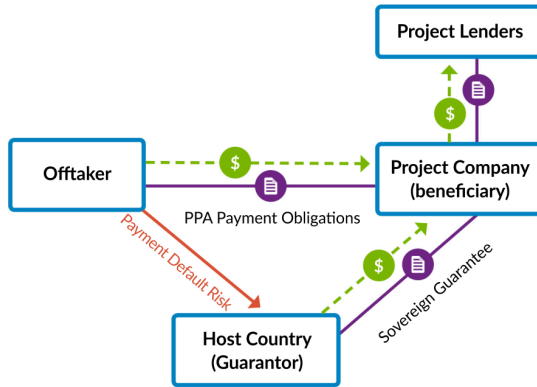 Project Lenders
$
$
Offtaker
Project Company
(beneficiary)
PPA Payment Obligations
Payment Default Risk
$
Sovereign Guarantee
Host Country
(Guarantor)